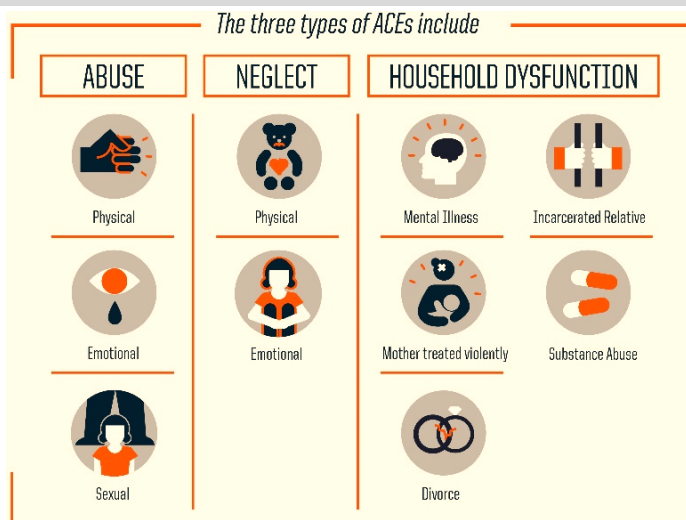 The three types of ACEs include
ABUSE
NEGLECT
HOUSEHOLD DYSFUNCTION
Physical
Physical
Mental Illness
Incarcerated Relative
Emotional
Emotional
Mother treated violently
Substance Abuse
Sexual
Divorce